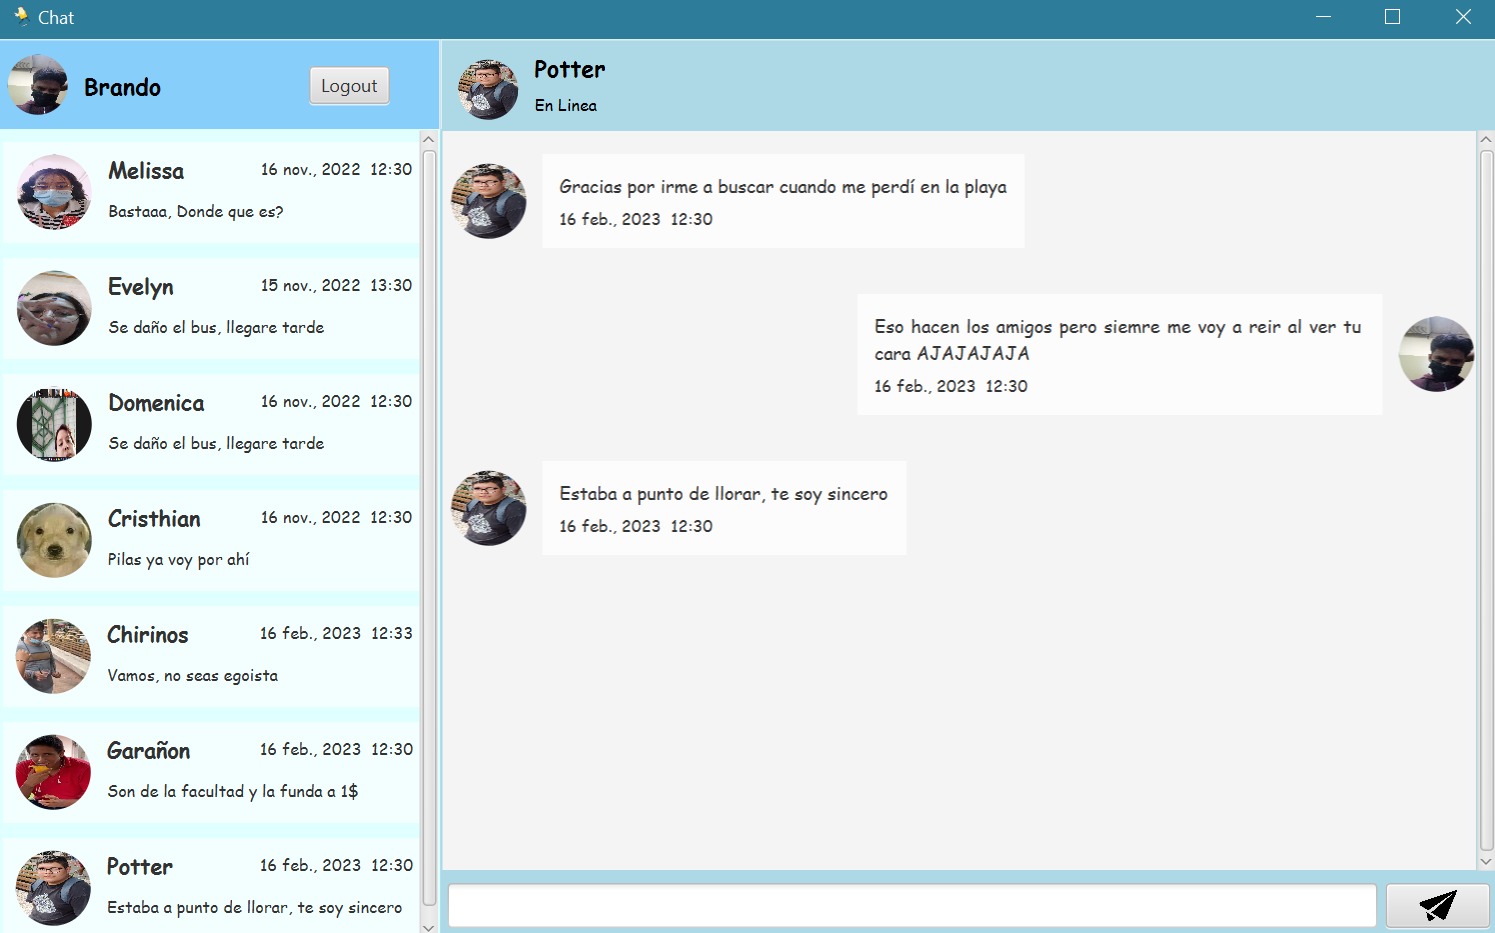 Chat
Brando
Logout
Melissa 16 nov., 2022 12:30
Bastaaa, Donde que es?
Evelyn 15 nov., 2022 13:30
Se daño el bus, llegare tarde
Domenica 16 nov., 2022 12:30
Se daño el bus, llegare tarde
Cristhian 16 nov., 2022 12:30
Pilas ya voy por ahí
Chirinos 16 feb., 2023 12:33
Vamos, no seas egoista
Garañon 16 feb., 2023 12:30
Son de la facultad y la funda a 1$
Potter 16 feb., 2023 12:30
Estaba a punto de llorar, te soy sincero
Potter
En Linea
Gracias por irme a buscar cuando me perdí en la playa
16 feb., 2023 12:30
Eso hacen los amigos pero siemre me voy a reir al ver tu
cara AJAJAJAJA
16 feb., 2023 12:30
Estaba a punto de llorar, te soy sincero
16 feb., 2023 12:30